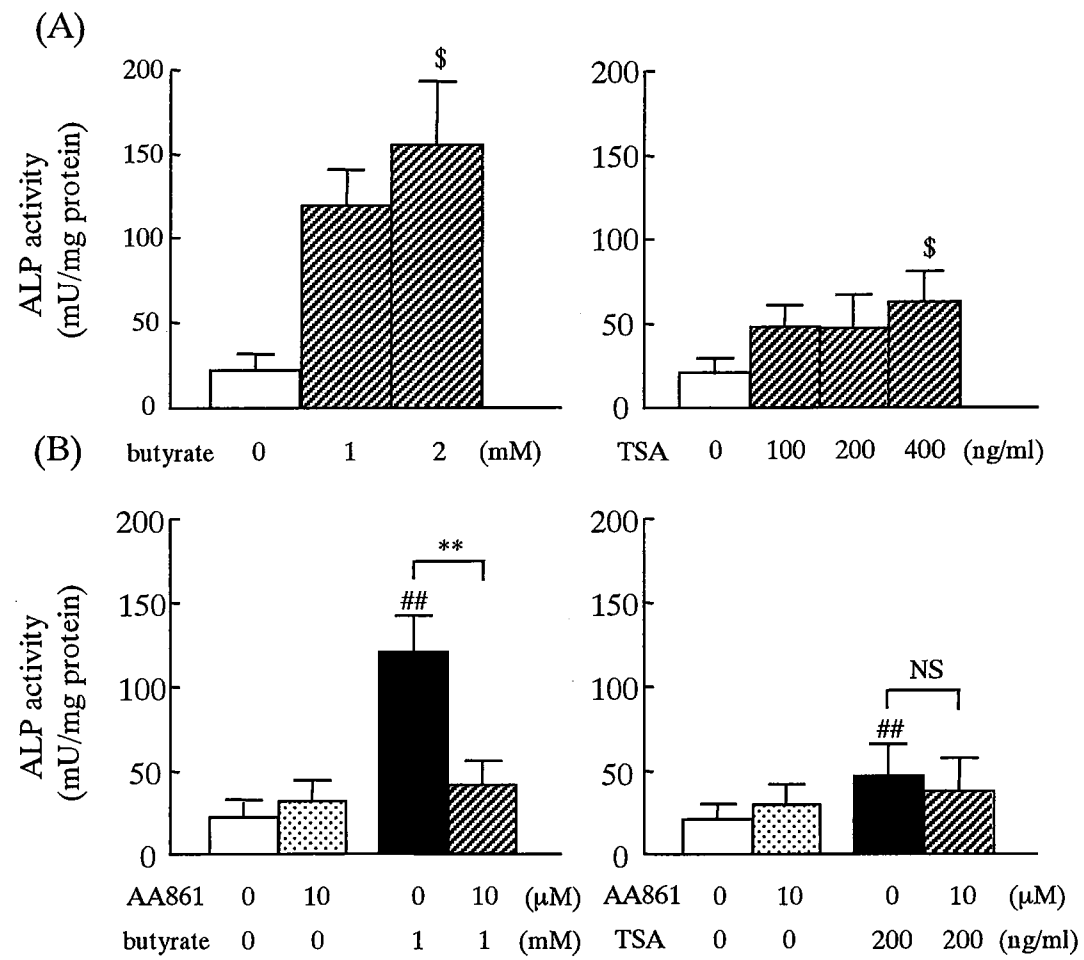 (A)
ALP activity
(mU/mg protein)
200
150
100
50
0
$
butyrate 0 1 2 (mM)
200
150
100
50
0
$
TSA 0 100 200 400 (ng/ml)
(B)
ALP activity
(mU/mg protein)
200
150
100
50
0
**
##
AA861 0 10 0 10 (μM)
butyrate 0 0 1 1 (mM)
200
150
100
50
0
NS
##
AA861 0 10 0 10 (μM)
TSA 0 0 200 200 (ng/ml)